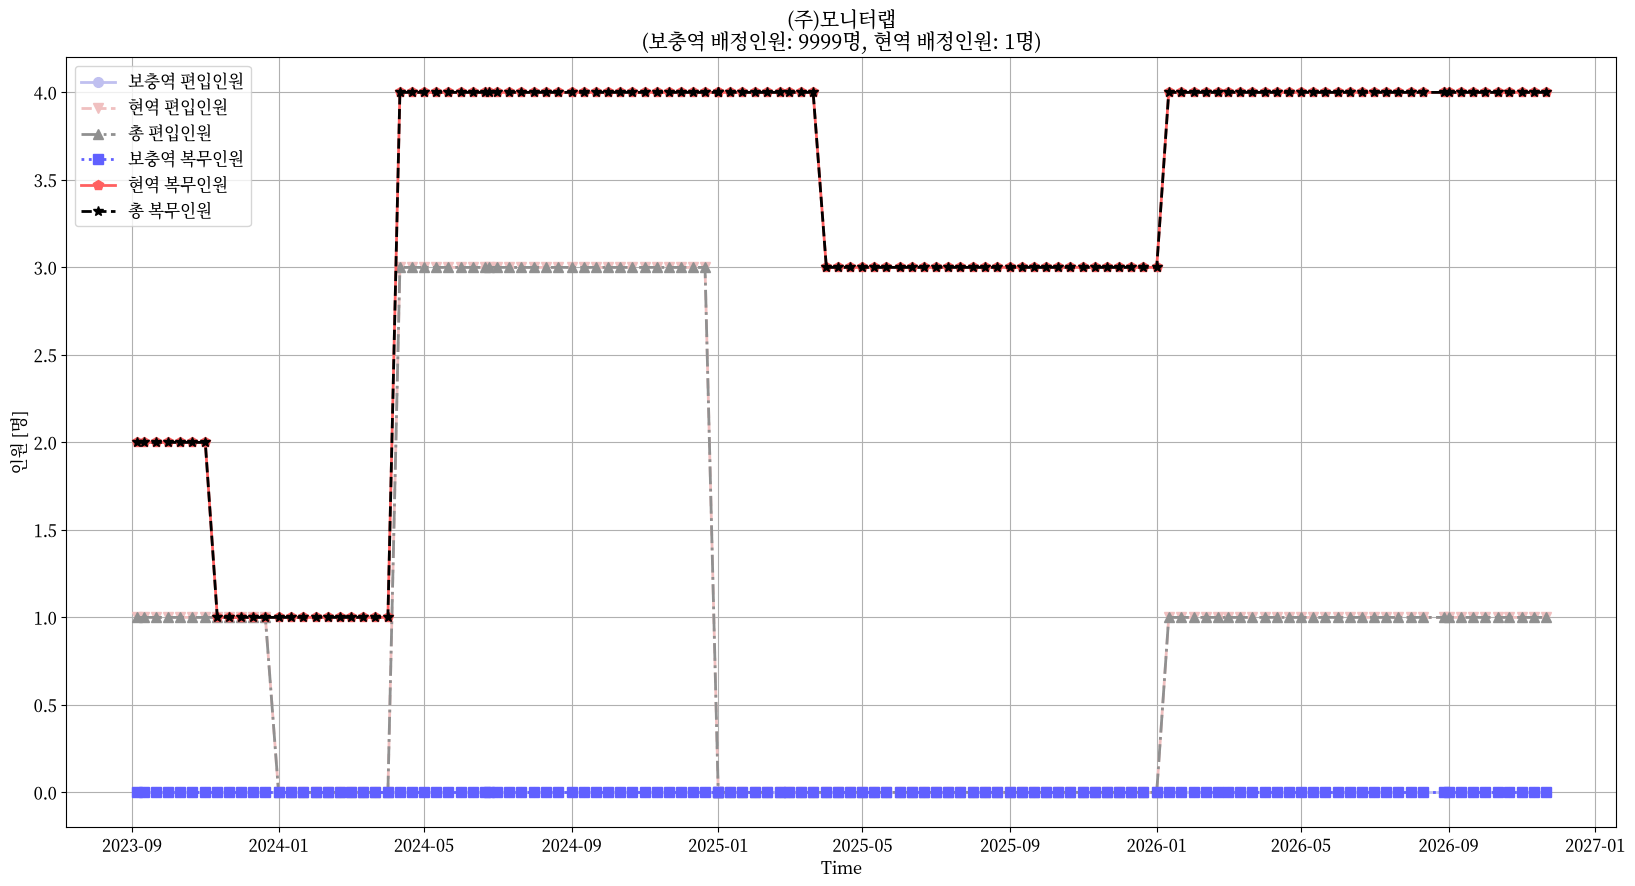 (주)모니터랩
(보충역 배정인원: 9999명, 현역 배정인원: 1명)
보충역 편입인원
현역 편입인원
총 편입인원
보충역 복무인원
현역 복무인원
총 복무인원
4.0
3.5
3.0
2.5
2.0
1.5
1.0
0.5
0.0
인원 [명]
2023-09 2024-01 2024-05 2024-09 2025-01 2025-05 2025-09 2026-01 2026-05 2026-09 2027-01
Time